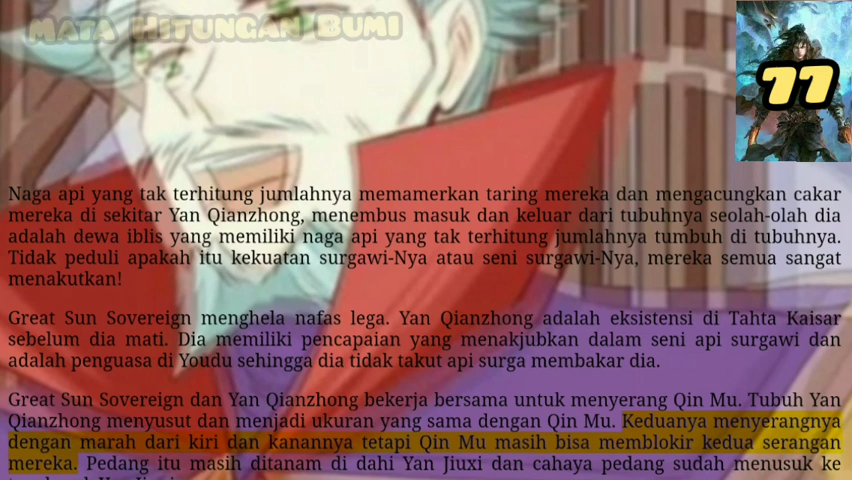 Mata Hitungan Bumi
77
Naga api yang tak terhitung jumlahnya memamerkan taring mereka dan mengacungkan cakar
mereka di sekitar Yan Qianzhong, menembus masuk dan keluar dari tubuhnya seolah-olah dia
adalah dewa iblis yang memiliki naga api yang tak terhitung jumlahnya tumbuh di tubuhnya.
Tidak peduli apakah itu kekuatan surgawi-Nya atau seni surgawi-Nya, mereka semua sangat
menakutkan!
Great Sun Sovereign menghela nafas lega. Yan Qianzhong adalah eksistensi di Tahta Kaisar
sebelum dia mati. Dia memiliki pencapaian yang menakjubkan dalam seni api surgawi dan
adalah penguasa di Youdu sehingga dia tidak takut api surga membakar dia.
Great Sun Sovereign dan Yan Qianzhong bekerja bersama untuk menyerang Qin Mu. Tubuh Yan
Qianzhong menyusut dan menjadi ukuran yang sama dengan Qin Mu. Keduanya menyerangnya
dengan marah dari kiri dan kanannya tetapi Qin Mu masih bisa memblokir kedua serangan
mereka. Pedang itu masih ditanam di dahi Yan Jiuxi dan cahaya pedang sudah menusuk ke